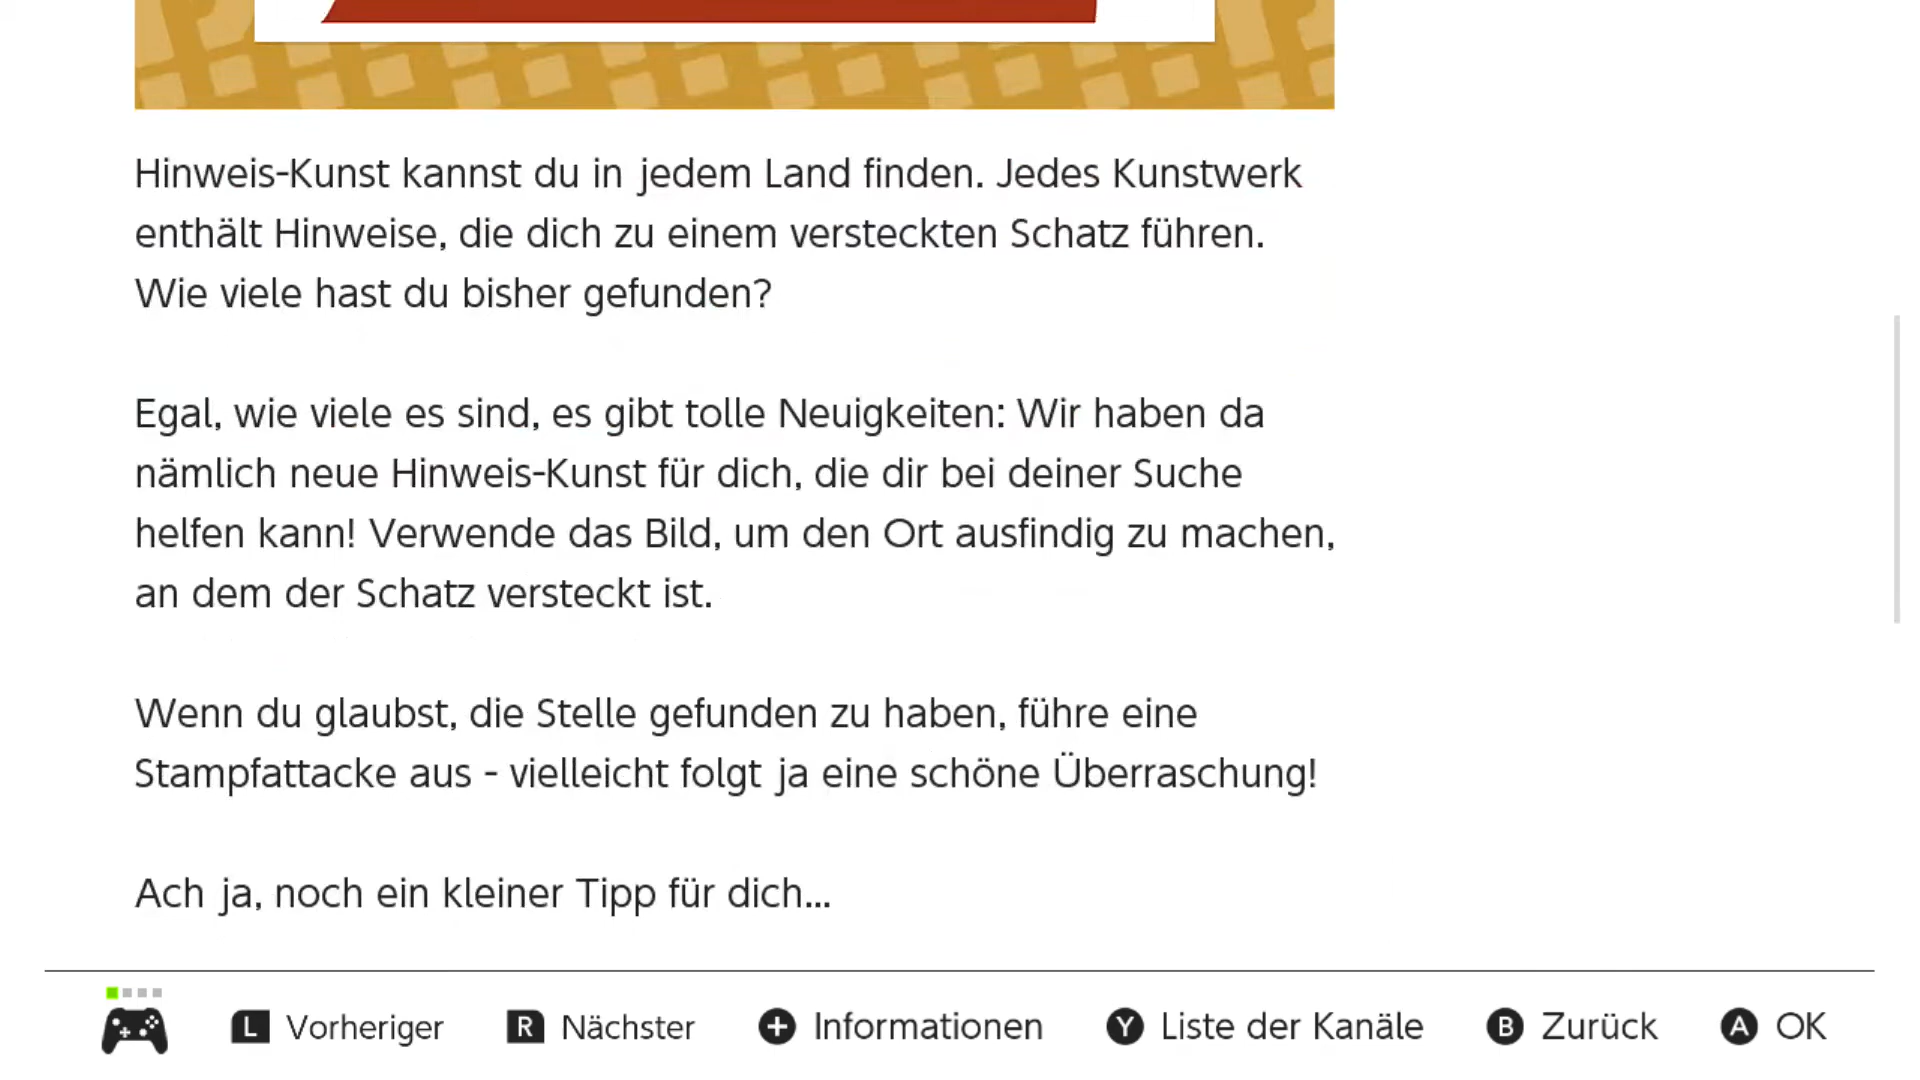 Hinweis-Kunst kannst du in jedem Land finden. Jedes Kunstwerk
enthält Hinweise, die dich zu einem versteckten Schatz führen.
Wie viele hast du bisher gefunden?
Egal, wie viele es sind, es gibt tolle Neuigkeiten: Wir haben da
nämlich neue Hinweis-Kunst für dich, die dir bei deiner Suche
helfen kann! Verwende das Bild, um den Ort ausfindig zu machen,
an dem der Schatz versteckt ist.
Wenn du glaubst, die Stelle gefunden zu haben, führe eine
Stampfattacke aus - vielleicht folgt ja eine schöne Überraschung!
Ach ja, noch ein kleiner Tipp für dich...
L Vorheriger R Nächster + Informationen Y Liste der Kanäle B Zurück A OK